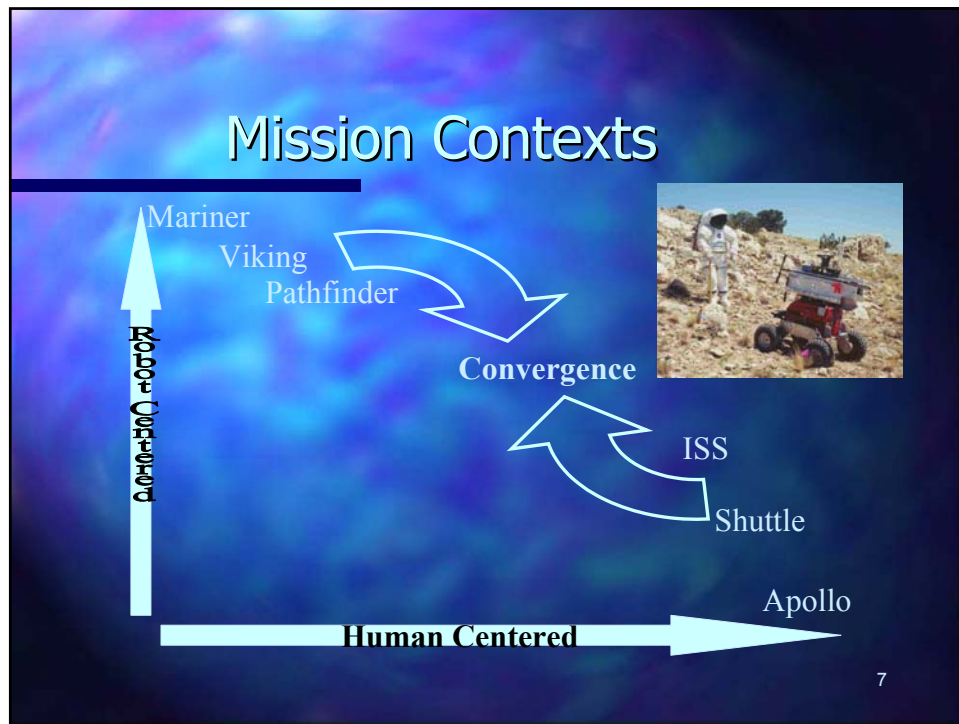 Mission Contexts
Mariner
Viking
Pathfinder
Robot Centered
Convergence
ISS
Shuttle
Apollo
Human Centered
7